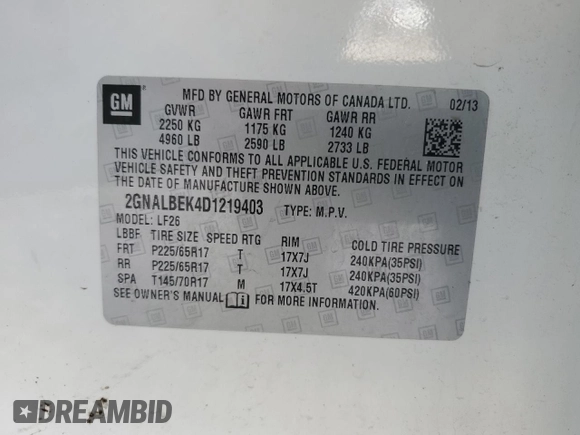 GM
MFD BY GENERAL MOTORS OF CANADA LTD. 02/13
GVWR GAWR FRT GAWR RR
2250 KG 1175 KG 1240 KG
4960 LB 2590 LB 2733 LB
THIS VEHICLE CONFORMS TO ALL APPLICABLE U.S. FEDERAL MOTOR
VEHICLE SAFETY AND THEFT PREVENTION STANDARDS IN EFFECT ON
THE DATE OF MANUFACTURE SHOWN ABOVE.
2GNALBEK4D1219403 TYPE: M.P.V.
MODEL: LF26
LBBF TIRE SIZE SPEED RTG RIM COLD TIRE PRESSURE
FRT P225/65R17 T 17X7J 240KPA(35PSI)
RR P225/65R17 T 17X7J 240KPA(35PSI)
SPA T145/70R17 M 17X4.5T 420KPA(60PSI)
SEE OWNER'S MANUAL FOR MORE INFORMATION.
DREAMBID